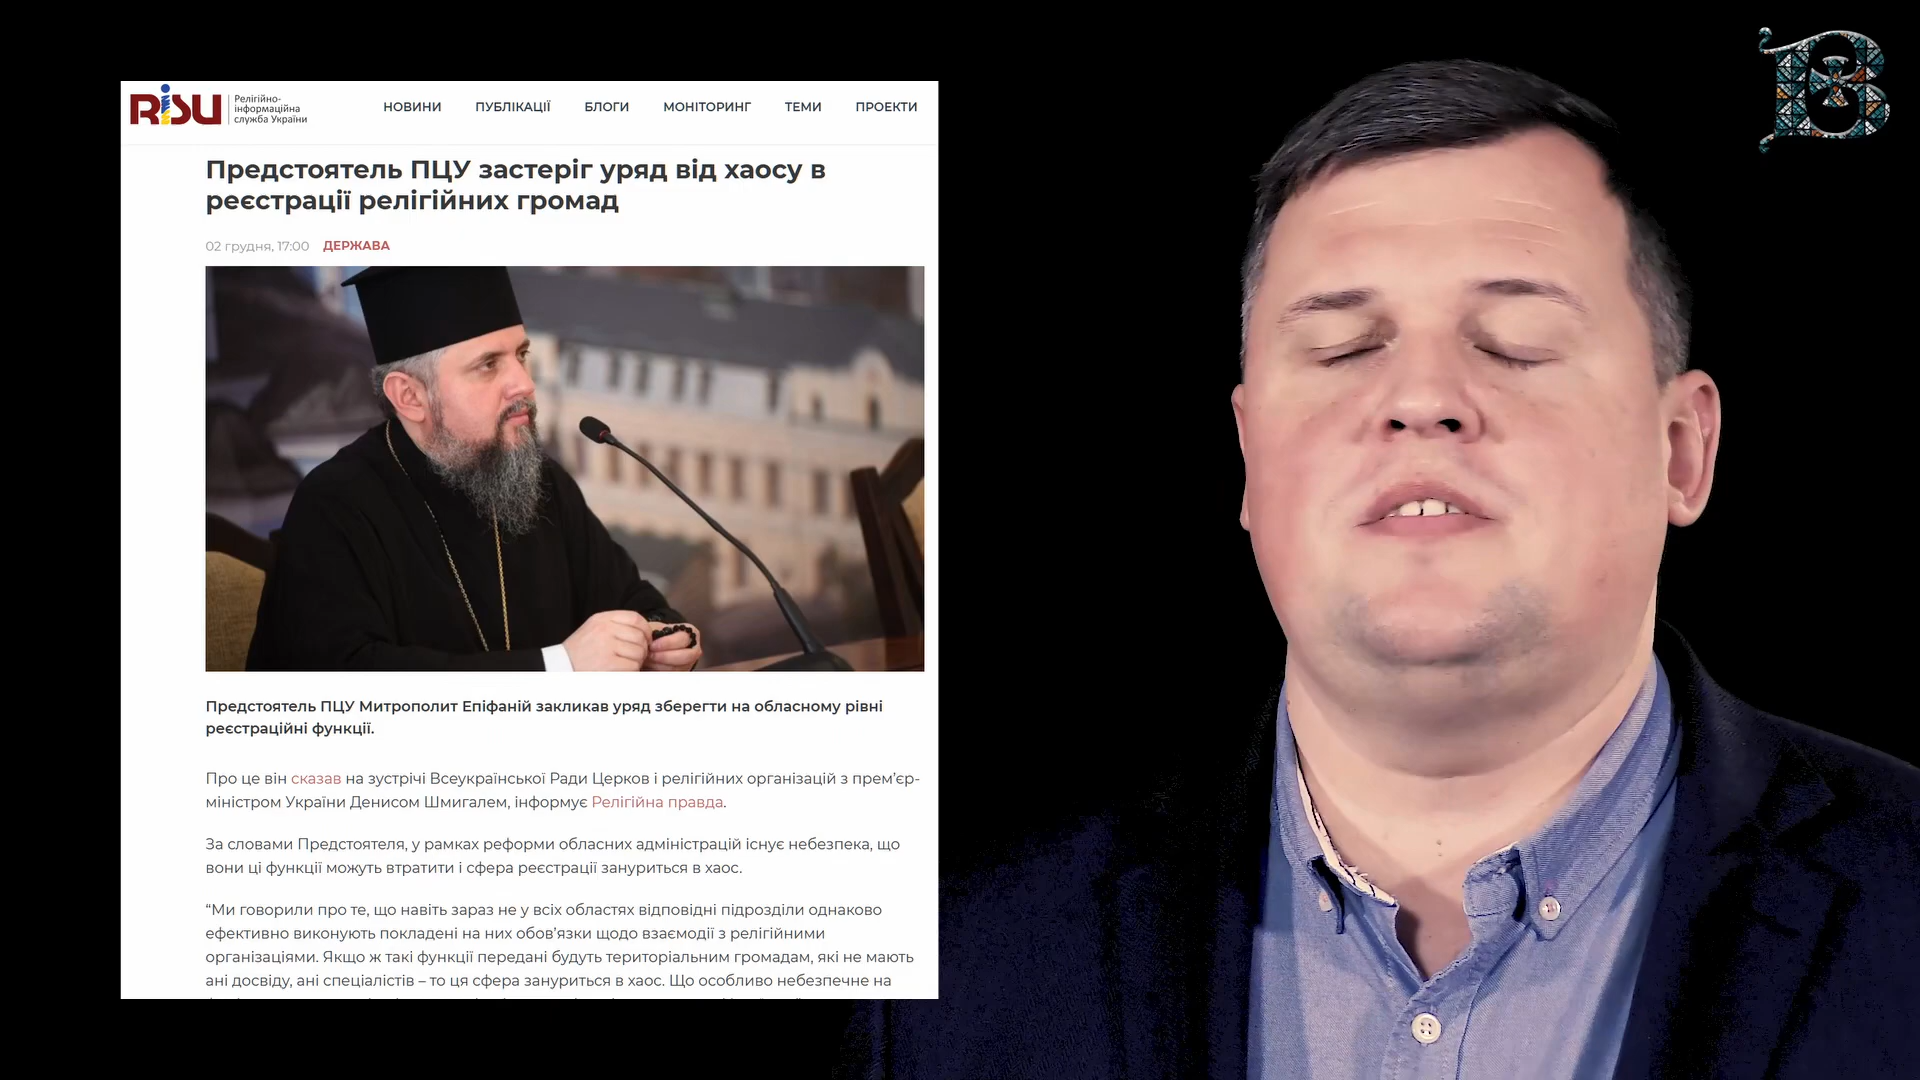 RISU
Релігійно-
інформаційна
служба України
НОВИНИ ПУБЛІКАЦІЇ БЛОГИ МОНІТОРИНГ ТЕМИ ПРОЕКТИ
Предстоятель ПЦУ застеріг уряд від хаосу в
реєстрації релігійних громад
02 грудня, 17:00 ДЕРЖАВА
Предстоятель ПЦУ Митрополит Епіфаній закликав уряд зберегти на обласному рівні
реєстраційні функції.
Про це він сказав на зустрічі Всеукраїнської Ради Церков і релігійних організацій з прем’єр-
міністром України Денисом Шмигалем, інформує Релігійна правда.
За словами Предстоятеля, у рамках реформи обласних адміністрацій існує небезпека, що
вони ці функції можуть втратити і сфера реєстрації зануриться в хаос.
“Ми говорили про те, що навіть зараз не у всіх областях відповідні підрозділи однаково
ефективно виконують покладені на них обов’язки щодо взаємодії з релігійними
організаціями. Якщо ж такі функції передані будуть територіальним громадам, які не мають
ані досвіду, ані спеціалістів – то ця сфера зануриться в хаос. Що особливо небезпечне на